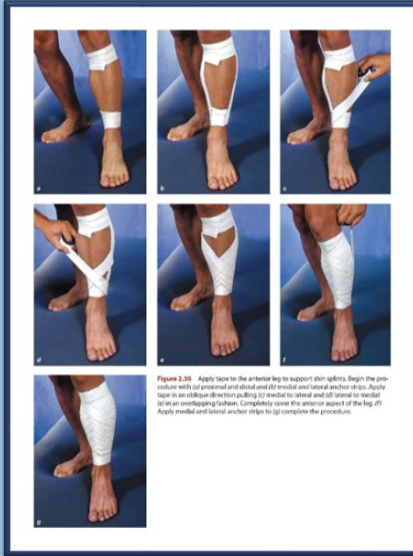 a
b
c
d
e
f
Figure 2.30 Apply tape to the anterior leg to support shin splints. Begin the pro-
cedure with (a) proximal and distal and (b) medial and lateral anchor strips. Apply
tape in an oblique direction pulling (c) medial to lateral and (d) lateral to medial
(e) in an overlapping fashion. Completely cover the anterior aspect of the leg. (f)
Apply medial and lateral anchor strips to (g) complete the procedure.
g